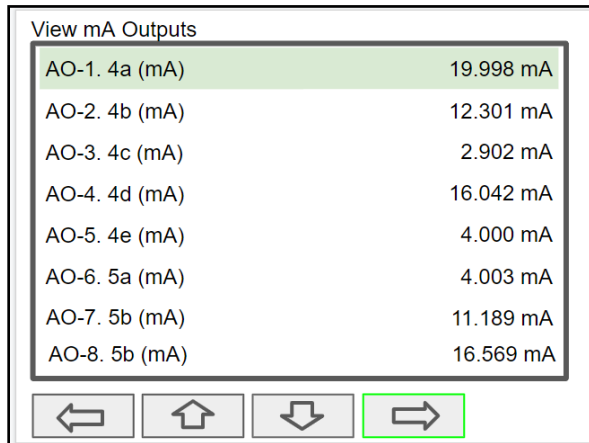 View mA Outputs
AO-1. 4a (mA) 19.998 mA
AO-2. 4b (mA) 12.301 mA
AO-3. 4c (mA) 2.902 mA
AO-4. 4d (mA) 16.042 mA
AO-5. 4e (mA) 4.000 mA
AO-6. 5a (mA) 4.003 mA
AO-7. 5b (mA) 11.189 mA
AO-8. 5b (mA) 16.569 mA